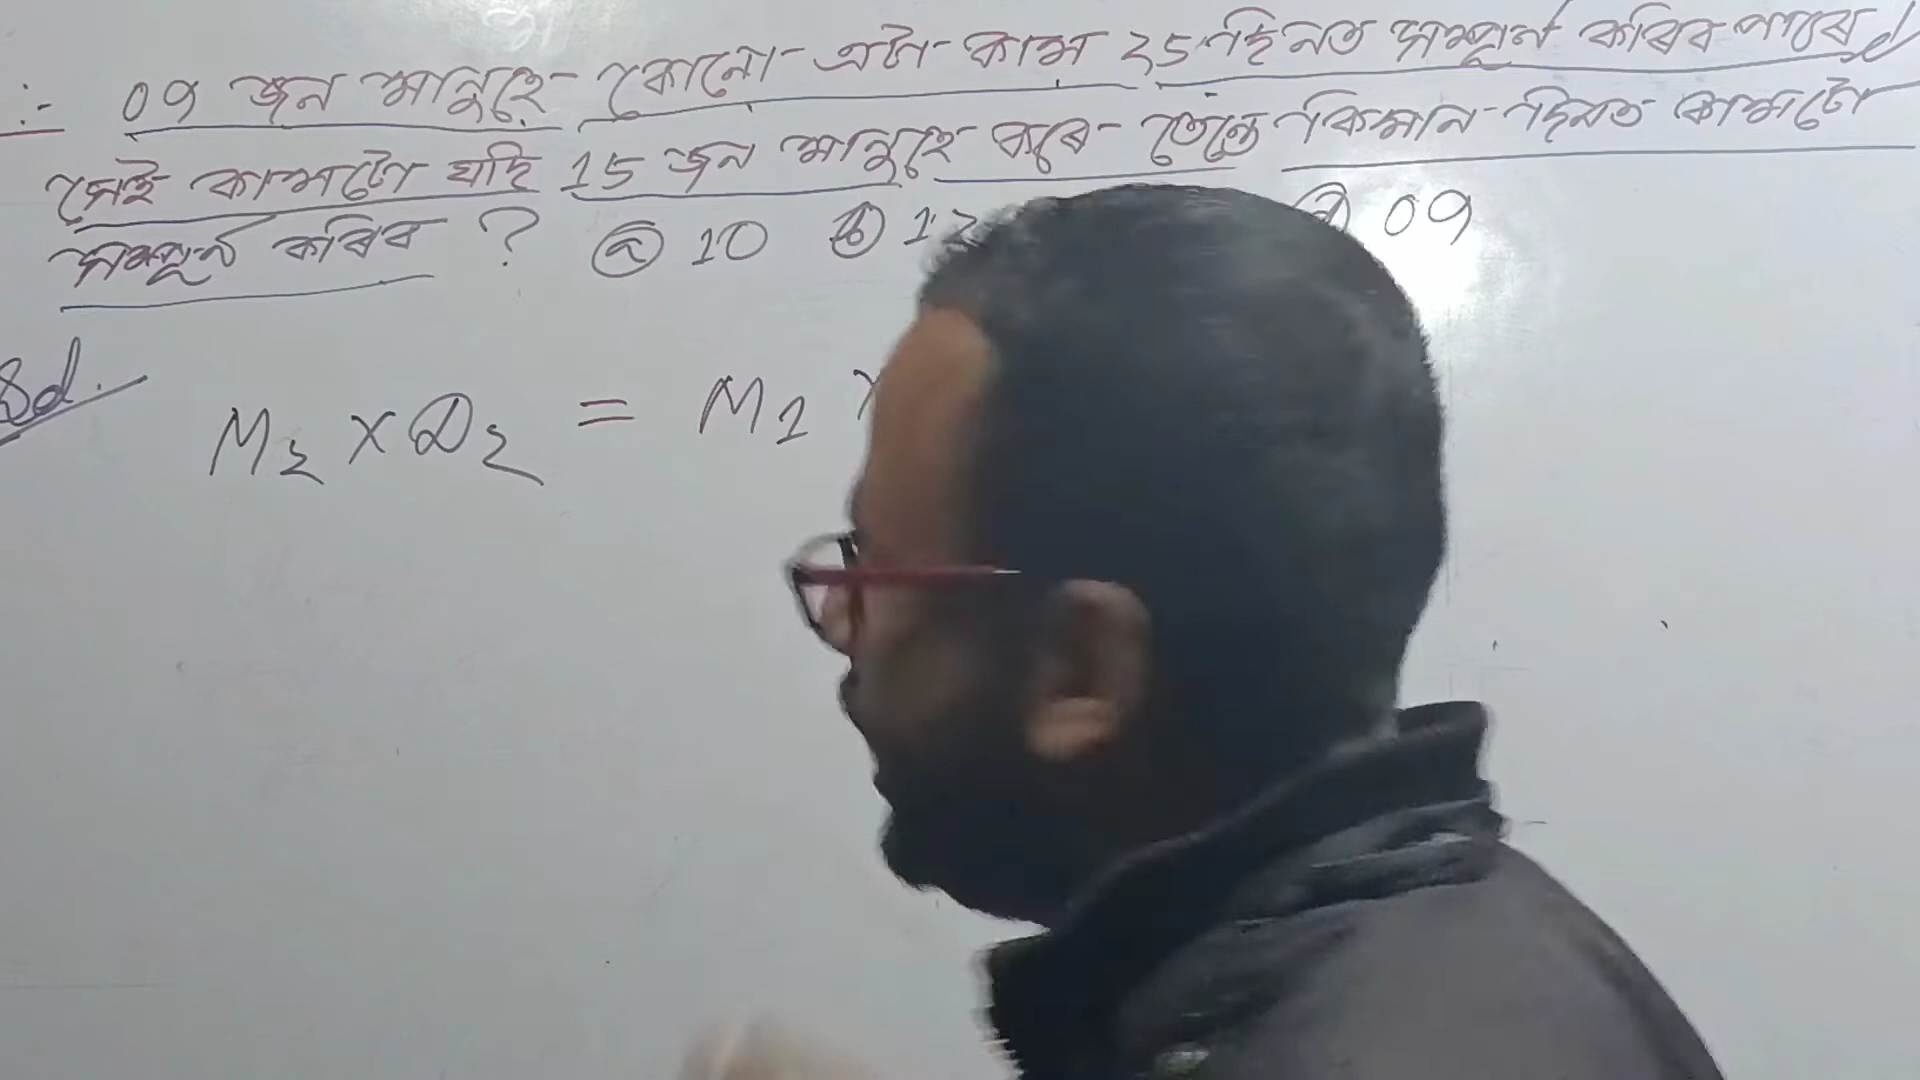 :- 09 জন মানুহে কোনো এটা কাম 25 দিনত সম্পূৰ্ণ কৰিব পাৰে।
সেই কামটো যদি 15 জন মানুহে কৰে তেন্তে কিমান দিনত কামটো
সম্পূৰ্ণ কৰিব ? ⓐ 10 ⓑ 12 ⓓ 09
Sol.
M₂ × D₂ = M₁ ×